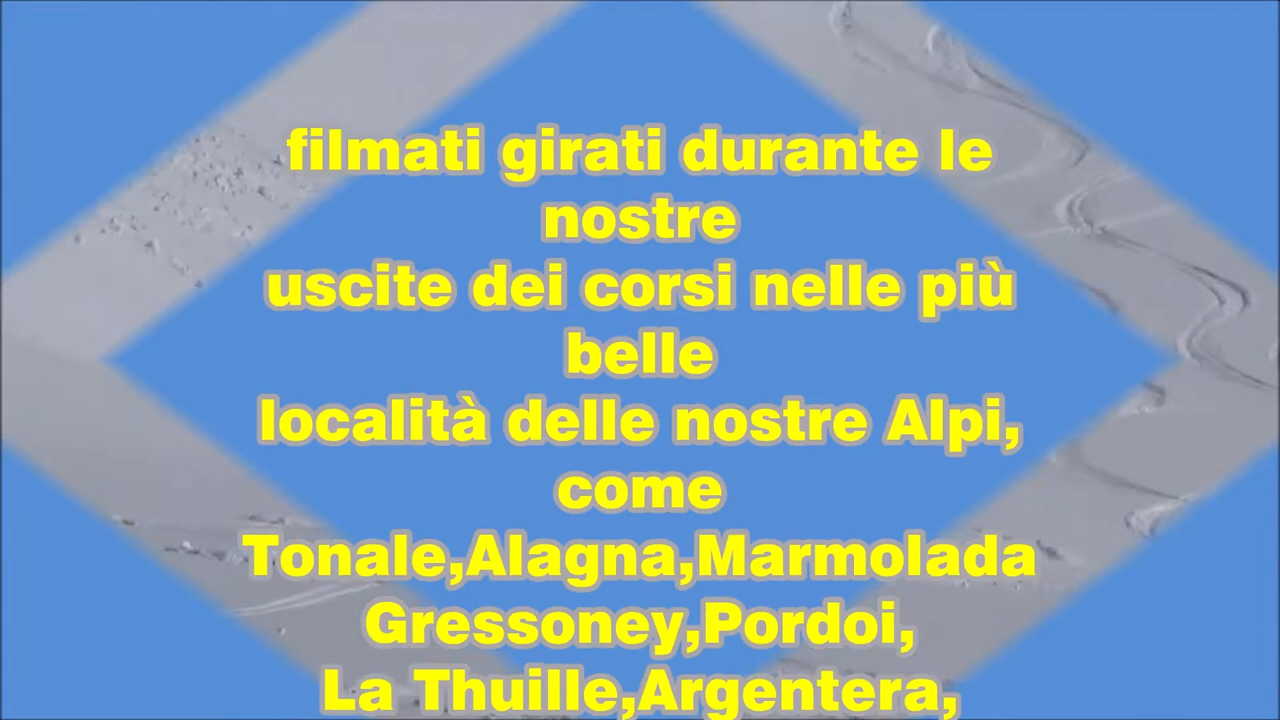 filmati girati durante le
nostre
uscite dei corsi nelle più
belle
località delle nostre Alpi,
come
Tonale,Alagna,Marmolada
Gressoney,Pordoi,
La Thuille,Argentera,